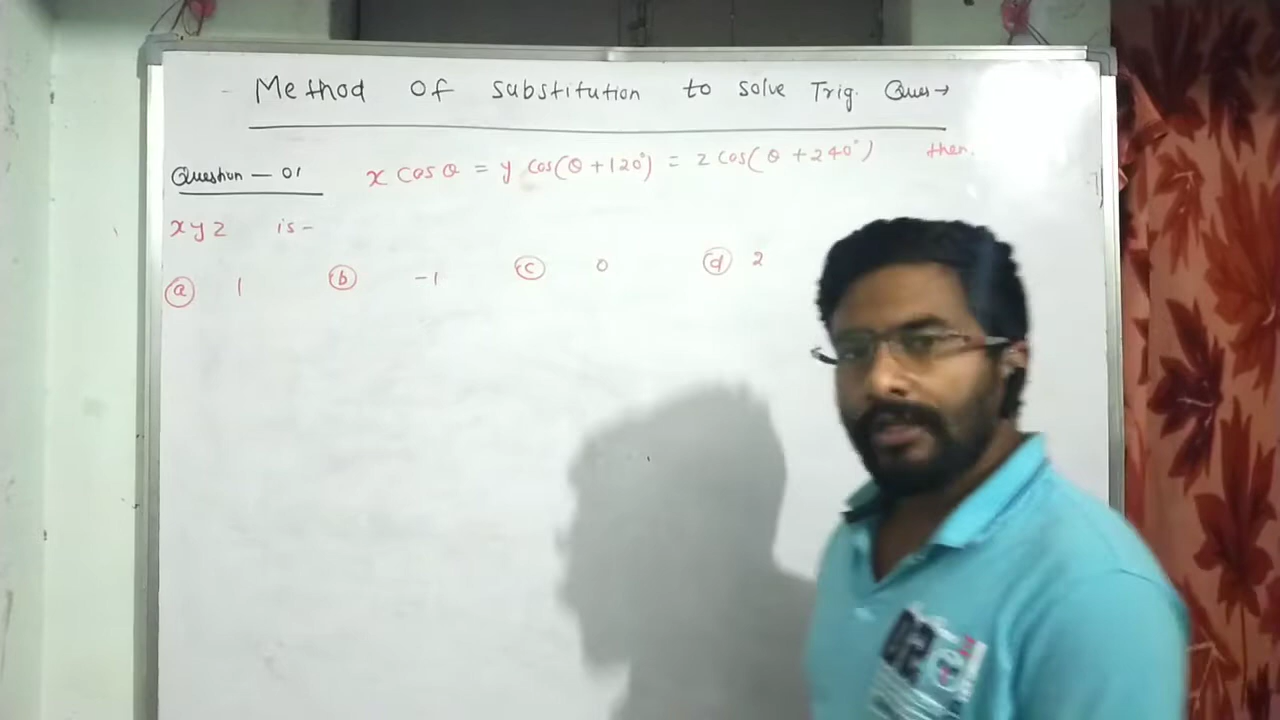 Method of substitution to solve Trig. Ques →
Question – 01 x cos θ = y cos(θ + 120°) = z cos(θ + 240°) then
xyz is –
(a) 1 (b) -1 (c) 0 (d) 2